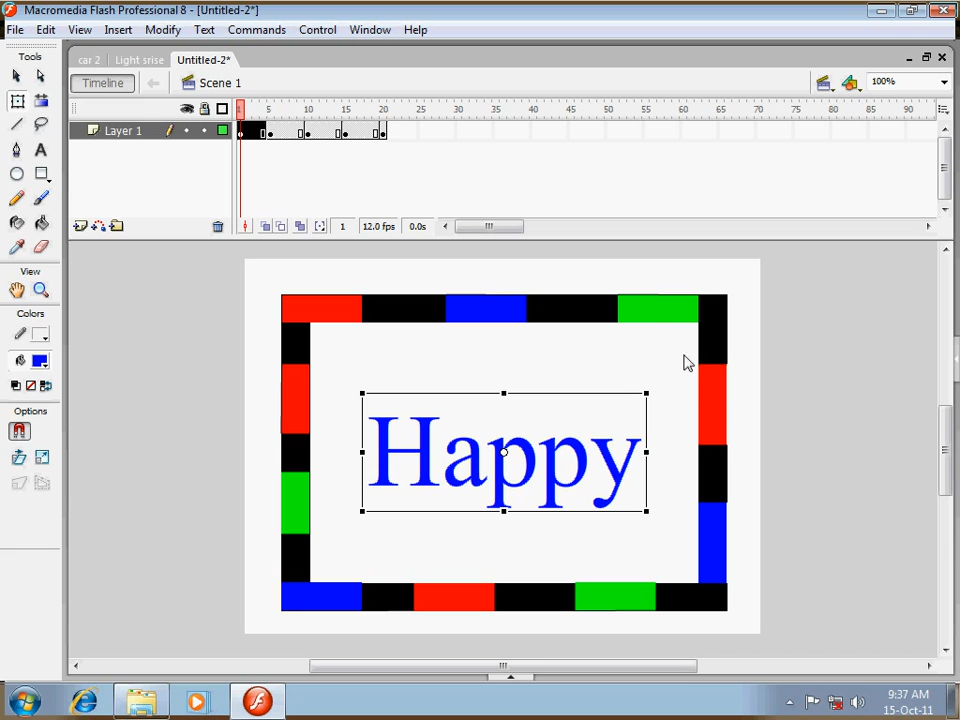 Macromedia Flash Professional 8 - [Untitled-2*]
File Edit View Insert Modify Text Commands Control Window Help
Tools
View
Colors
Options
car 2 Light srise Untitled-2*
Timeline Scene 1 100%
1 5 10 15 20 25 30 35 40 45 50 55 60 65 70 75 80 85 90
Layer 1
1 12.0 fps 0.0s
Happy
9:37 AM
15-Oct-11